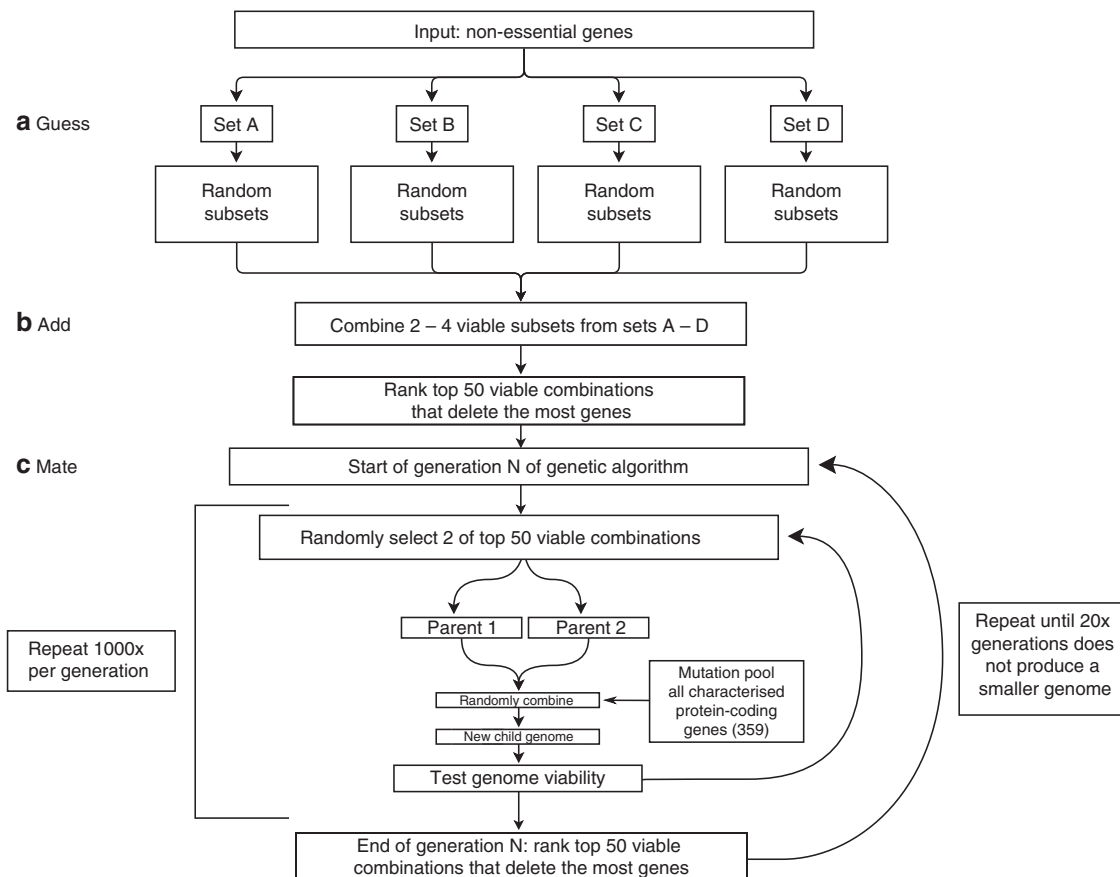 Input: non-essential genes
a Guess
Set A
Set B
Set C
Set D
Random
subsets
Random
subsets
Random
subsets
Random
subsets
b Add
Combine 2 – 4 viable subsets from sets A – D
Rank top 50 viable combinations
that delete the most genes
c Mate
Start of generation N of genetic algorithm
Randomly select 2 of top 50 viable combinations
Parent 1
Parent 2
Repeat 1000x
per generation
Repeat until 20x
generations does
not produce a
smaller genome
Randomly combine
Mutation pool
all characterised
protein-coding
genes (359)
New child genome
Test genome viability
End of generation N: rank top 50 viable
combinations that delete the most genes